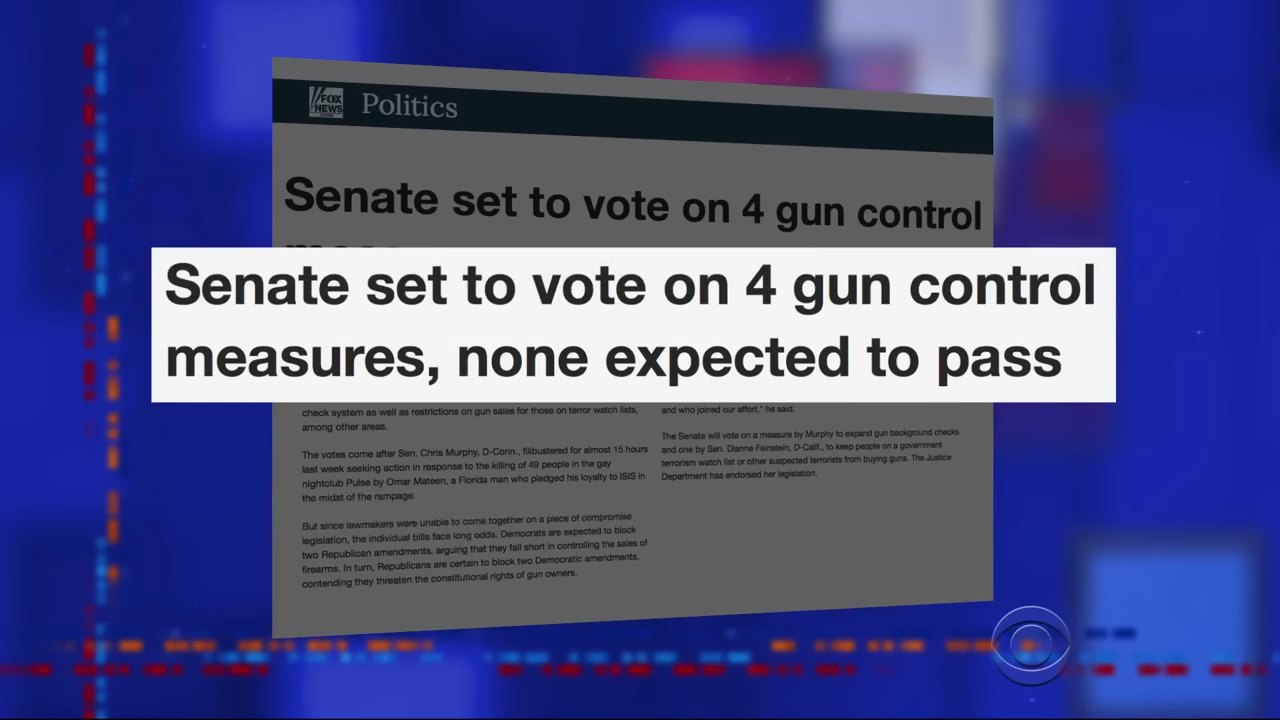 FOX
NEWS
Politics
Senate set to vote on 4 gun control
Senate set to vote on 4 gun control
measures, none expected to pass
check system as well as restrictions on gun sales for those on terror watch lists,
among other areas.
The votes come after Sen. Chris Murphy, D-Conn., filibustered for almost 15 hours
last week seeking action in response to the killing of 49 people in the gay
nightclub Pulse by Omar Mateen, a Florida man who pledged his loyalty to ISIS in
the midst of the rampage.
But since lawmakers were unable to come together on a piece of compromise
legislation, the individual bills face long odds. Democrats are expected to block
two Republican amendments, arguing that they fall short in controlling the sales of
firearms. In turn, Republicans are certain to block two Democratic amendments,
contending they threaten the constitutional rights of gun owners.
and who joined our effort," he said.
The Senate will vote on a measure by Murphy to expand gun background checks
and one by Sen. Dianne Feinstein, D-Calif., to keep people on a government
terrorism watch list or other suspected terrorists from buying guns. The Justice
Department has endorsed her legislation.